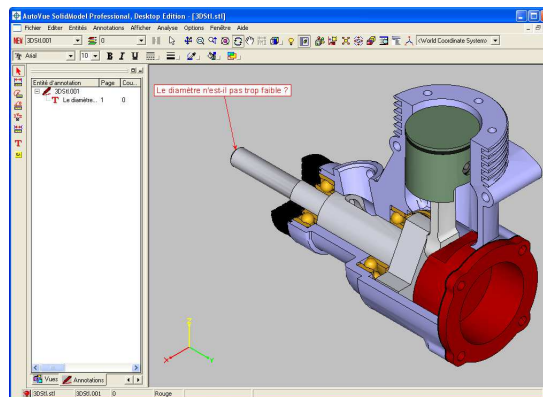 AutoVue SolidModel Professional, Desktop Edition - [3DStl.stl]
Fichier Editer Entités Annotations Afficher Analyse Options Fenêtre Aide
3DStl.001 0 <World Coordinate System>
Arial 10 B I U
Entité d'annotation Page Cou...
3DStl.001
T Le diamètre... 1 0
Le diamètre n'est-il pas trop faible ?
Z
X Y
Vues Annotations
3DStl.stl 3DStl.001 0 Rouge